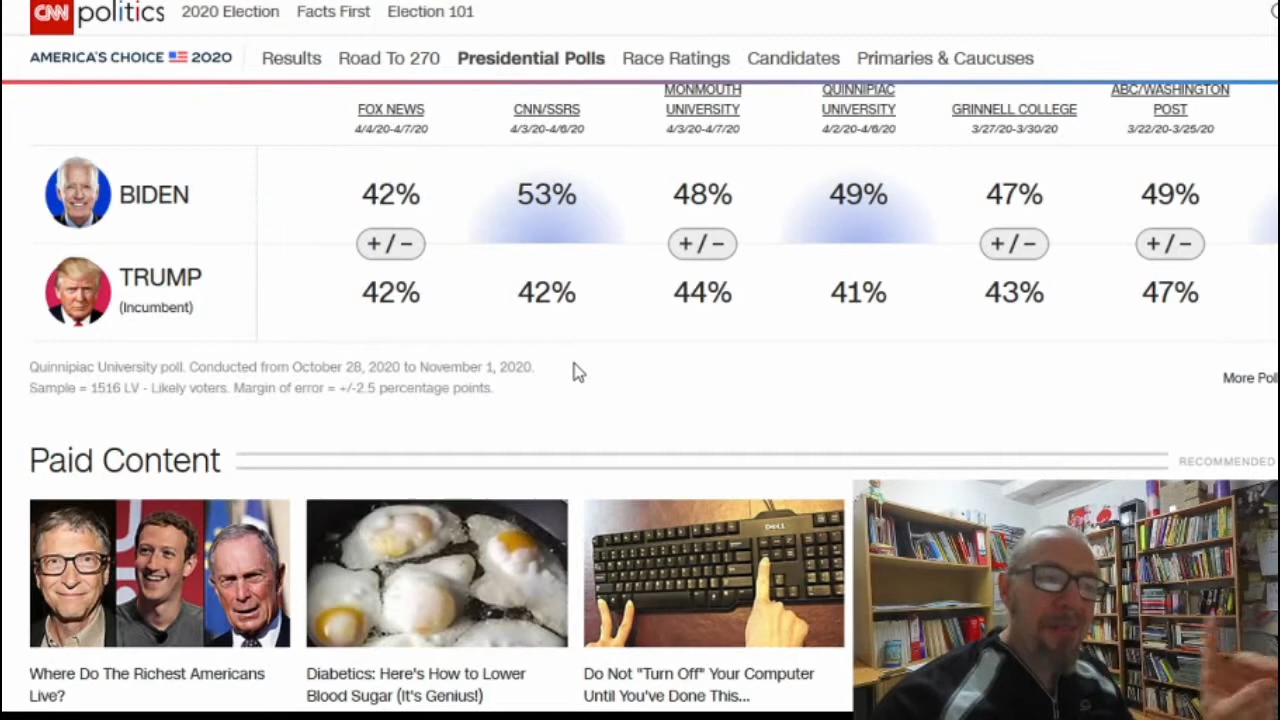 CNN politics 2020 Election Facts First Election 101
AMERICA'S CHOICE 2020 Results Road To 270 Presidential Polls Race Ratings Candidates Primaries & Caucuses
MONMOUTH QUINNIPIAC ABC/WASHINGTON
FOX NEWS CNN/SSRS UNIVERSITY UNIVERSITY GRINNELL COLLEGE POST
4/4/20-4/7/20 4/3/20-4/6/20 4/3/20-4/7/20 4/2/20-4/6/20 3/27/20-3/30/20 3/22/20-3/25/20
BIDEN 42% 53% 48% 49% 47% 49%
+/- +/- +/- +/-
TRUMP
(Incumbent)
42% 42% 44% 41% 43% 47%
Quinnipiac University poll. Conducted from October 28, 2020 to November 1, 2020.
Sample = 1516 LV - Likely voters. Margin of error = +/-2.5 percentage points.
More Pol
Paid Content
RECOMMENDED
DELL
Where Do The Richest Americans
Live?
Diabetics: Here's How to Lower
Blood Sugar (It's Genius!)
Do Not "Turn Off" Your Computer
Until You've Done This...